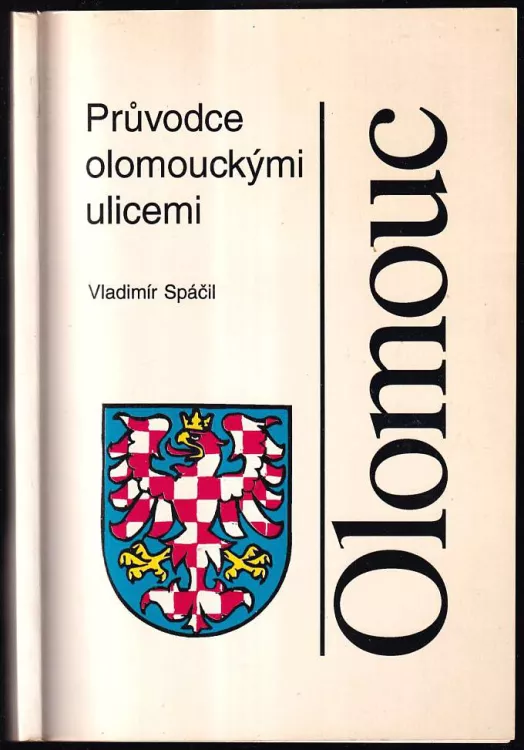 Průvodce
olomouckými
ulicemi
Vladimír Spáčil
Olomouc